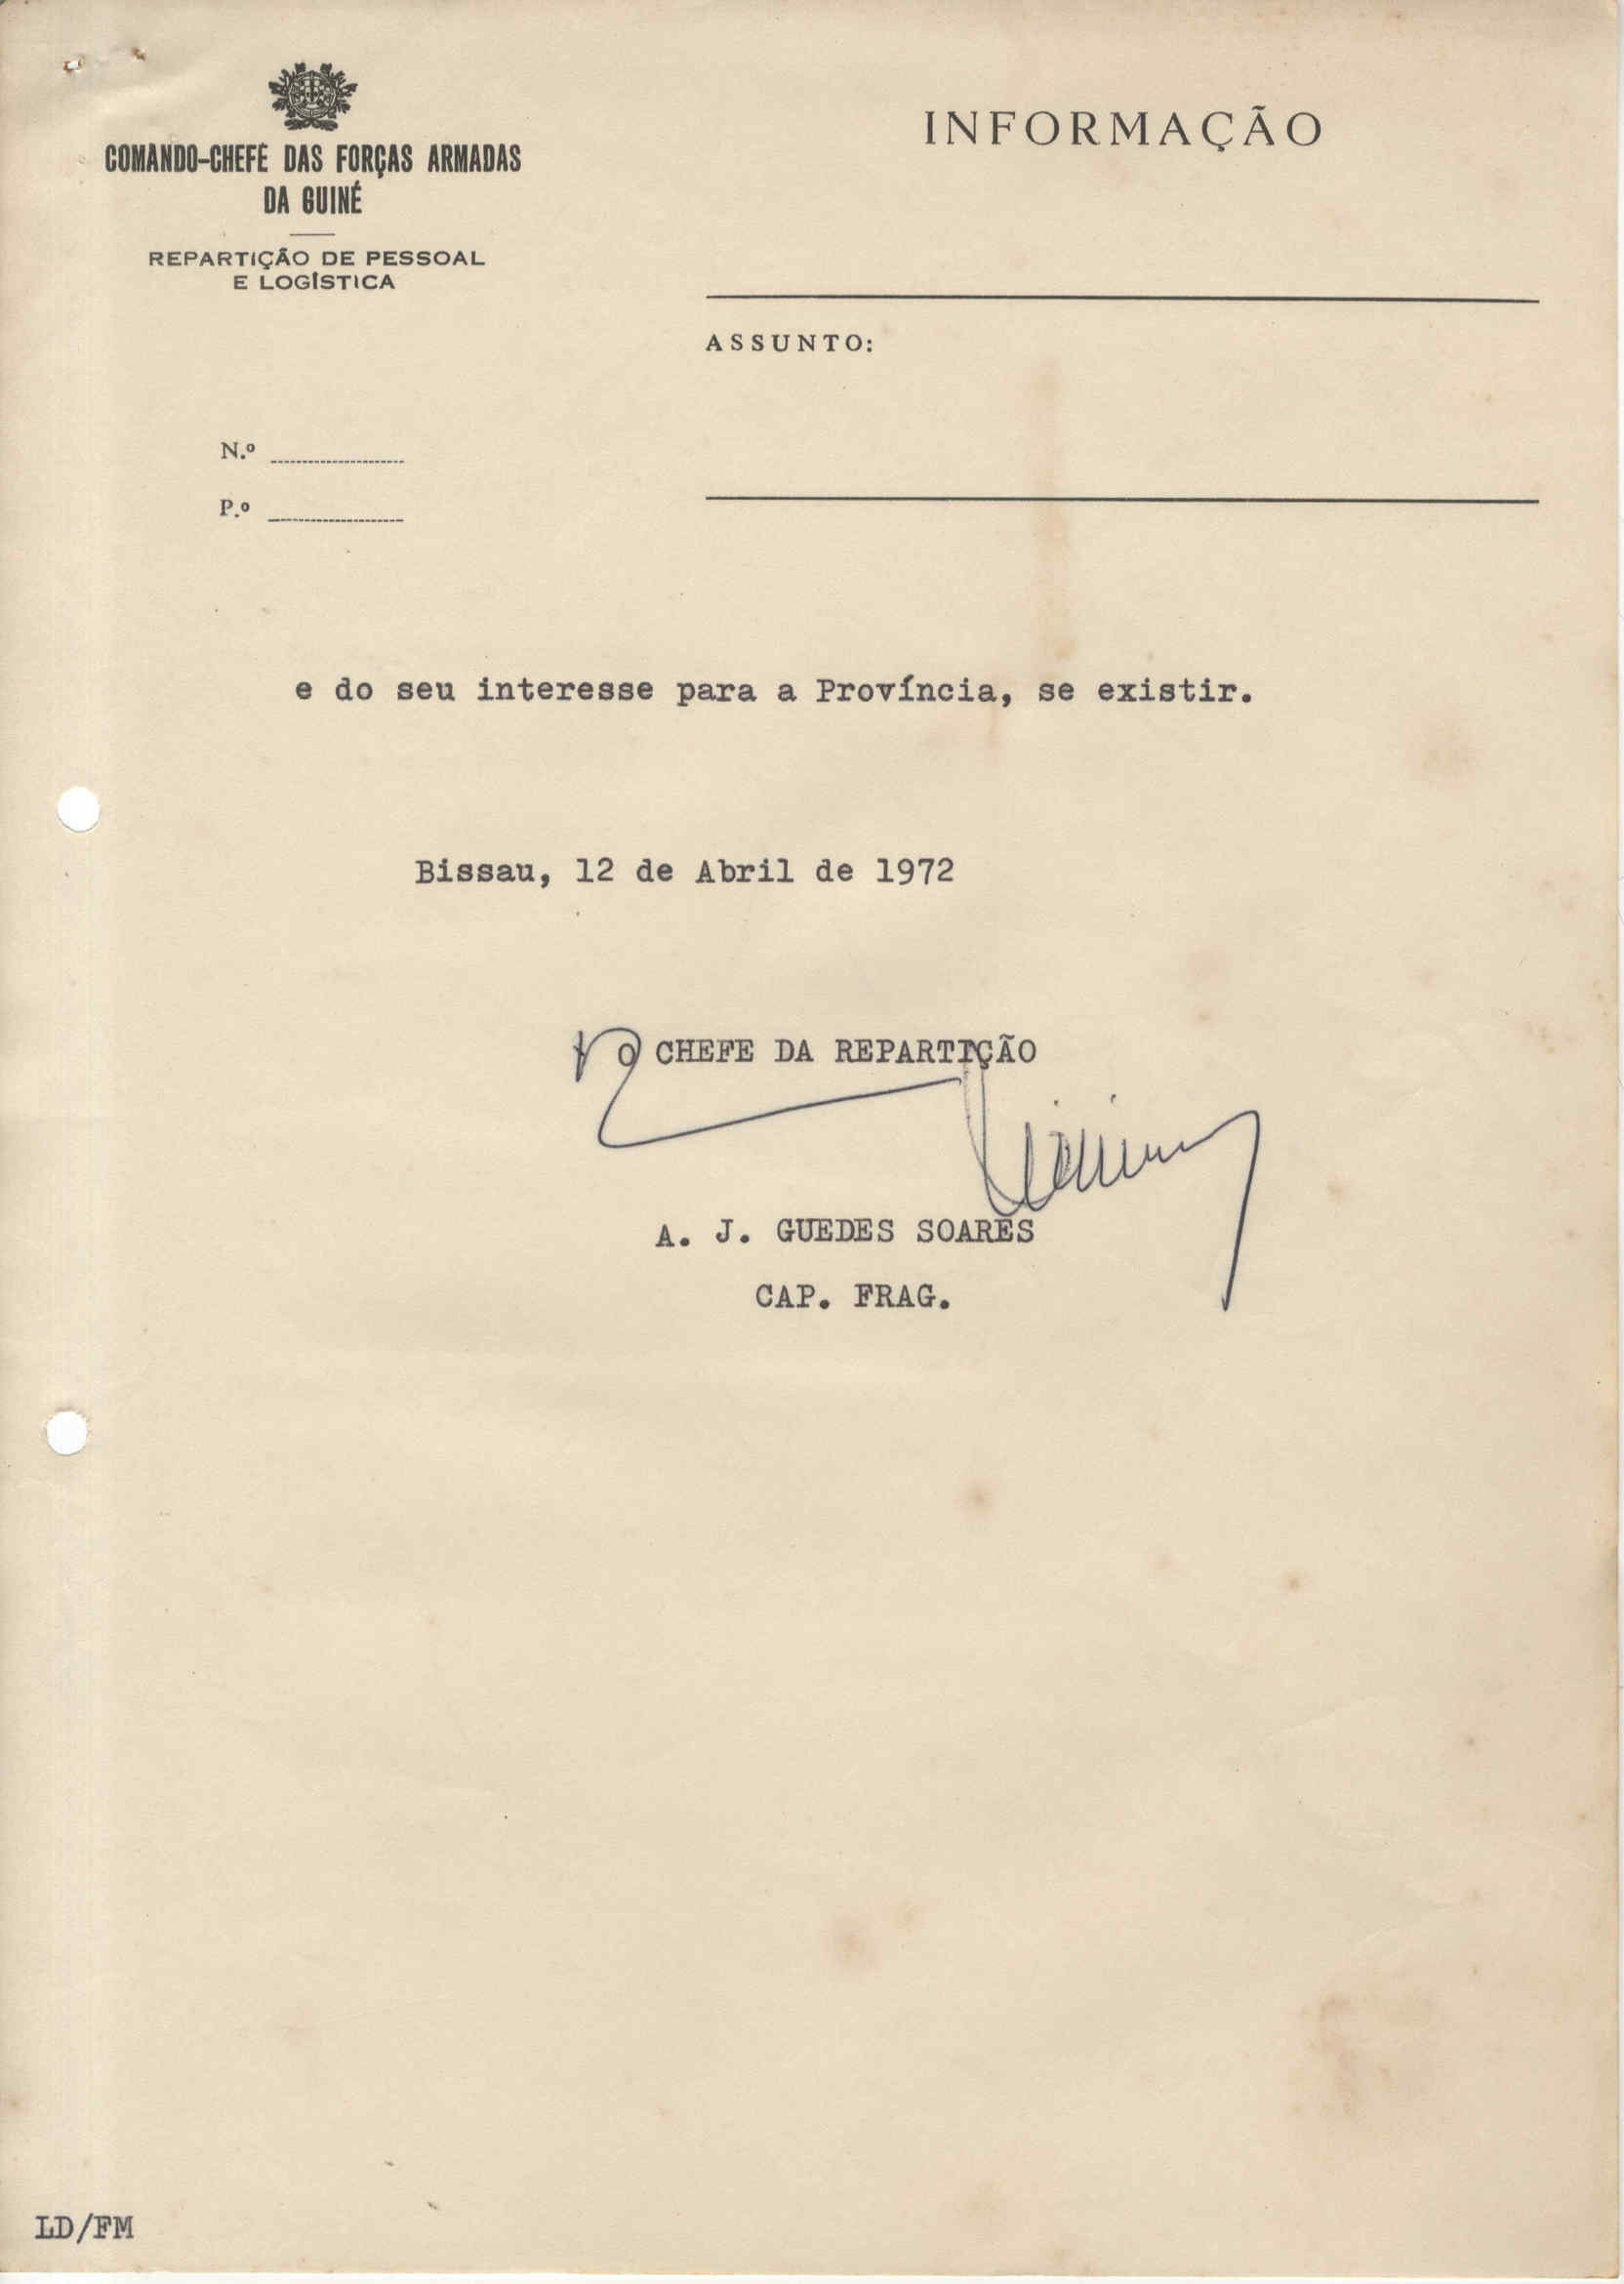 COMANDO-CHEFE DAS FORÇAS ARMADAS
DA GUINÉ
REPARTIÇÃO DE PESSOAL
E LOGÍSTICA
INFORMAÇÃO
ASSUNTO:
N.º
P.º
e do seu interesse para a Província, se existir.
Bissau, 12 de Abril de 1972
O CHEFE DA REPARTIÇÃO
A. J. GUEDES SOARES
CAP. FRAG.
LD/FM